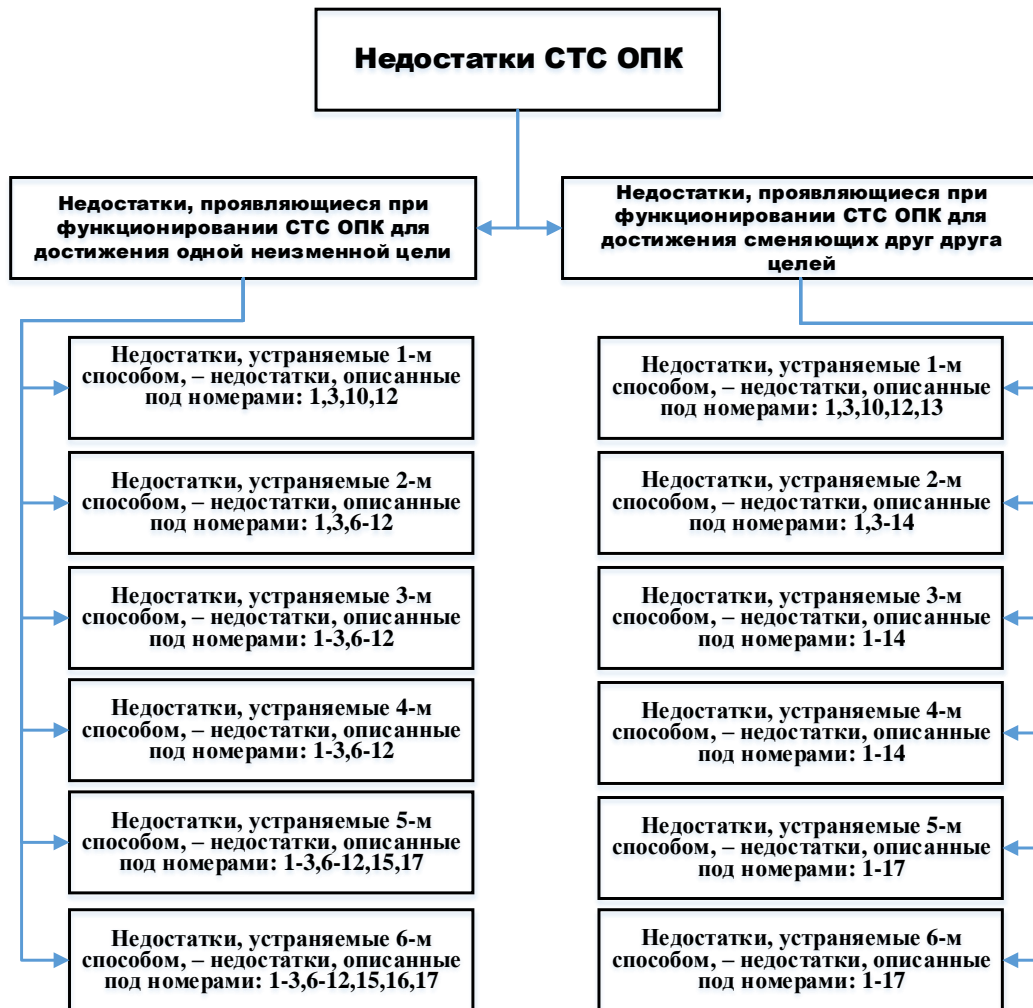 Недостатки СТС ОПК
Недостатки, проявляющиеся при
функционировании СТС ОПК для
достижения одной неизменной цели
Недостатки, проявляющиеся при
функционировании СТС ОПК для
достижения сменяющих друг друга
целей
Недостатки, устраняемые 1-м
способом, – недостатки, описанные
под номерами: 1,3,10,12
Недостатки, устраняемые 2-м
способом, – недостатки, описанные
под номерами: 1,3,6-12
Недостатки, устраняемые 3-м
способом, – недостатки, описанные
под номерами: 1-3,6-12
Недостатки, устраняемые 4-м
способом, – недостатки, описанные
под номерами: 1-3,6-12
Недостатки, устраняемые 5-м
способом, – недостатки, описанные
под номерами: 1-3,6-12,15,17
Недостатки, устраняемые 6-м
способом, – недостатки, описанные
под номерами: 1-3,6-12,15,16,17
Недостатки, устраняемые 1-м
способом, – недостатки, описанные
под номерами: 1,3,10,12,13
Недостатки, устраняемые 2-м
способом, – недостатки, описанные
под номерами: 1,3-14
Недостатки, устраняемые 3-м
способом, – недостатки, описанные
под номерами: 1-14
Недостатки, устраняемые 4-м
способом, – недостатки, описанные
под номерами: 1-14
Недостатки, устраняемые 5-м
способом, – недостатки, описанные
под номерами: 1-17
Недостатки, устраняемые 6-м
способом, – недостатки, описанные
под номерами: 1-17